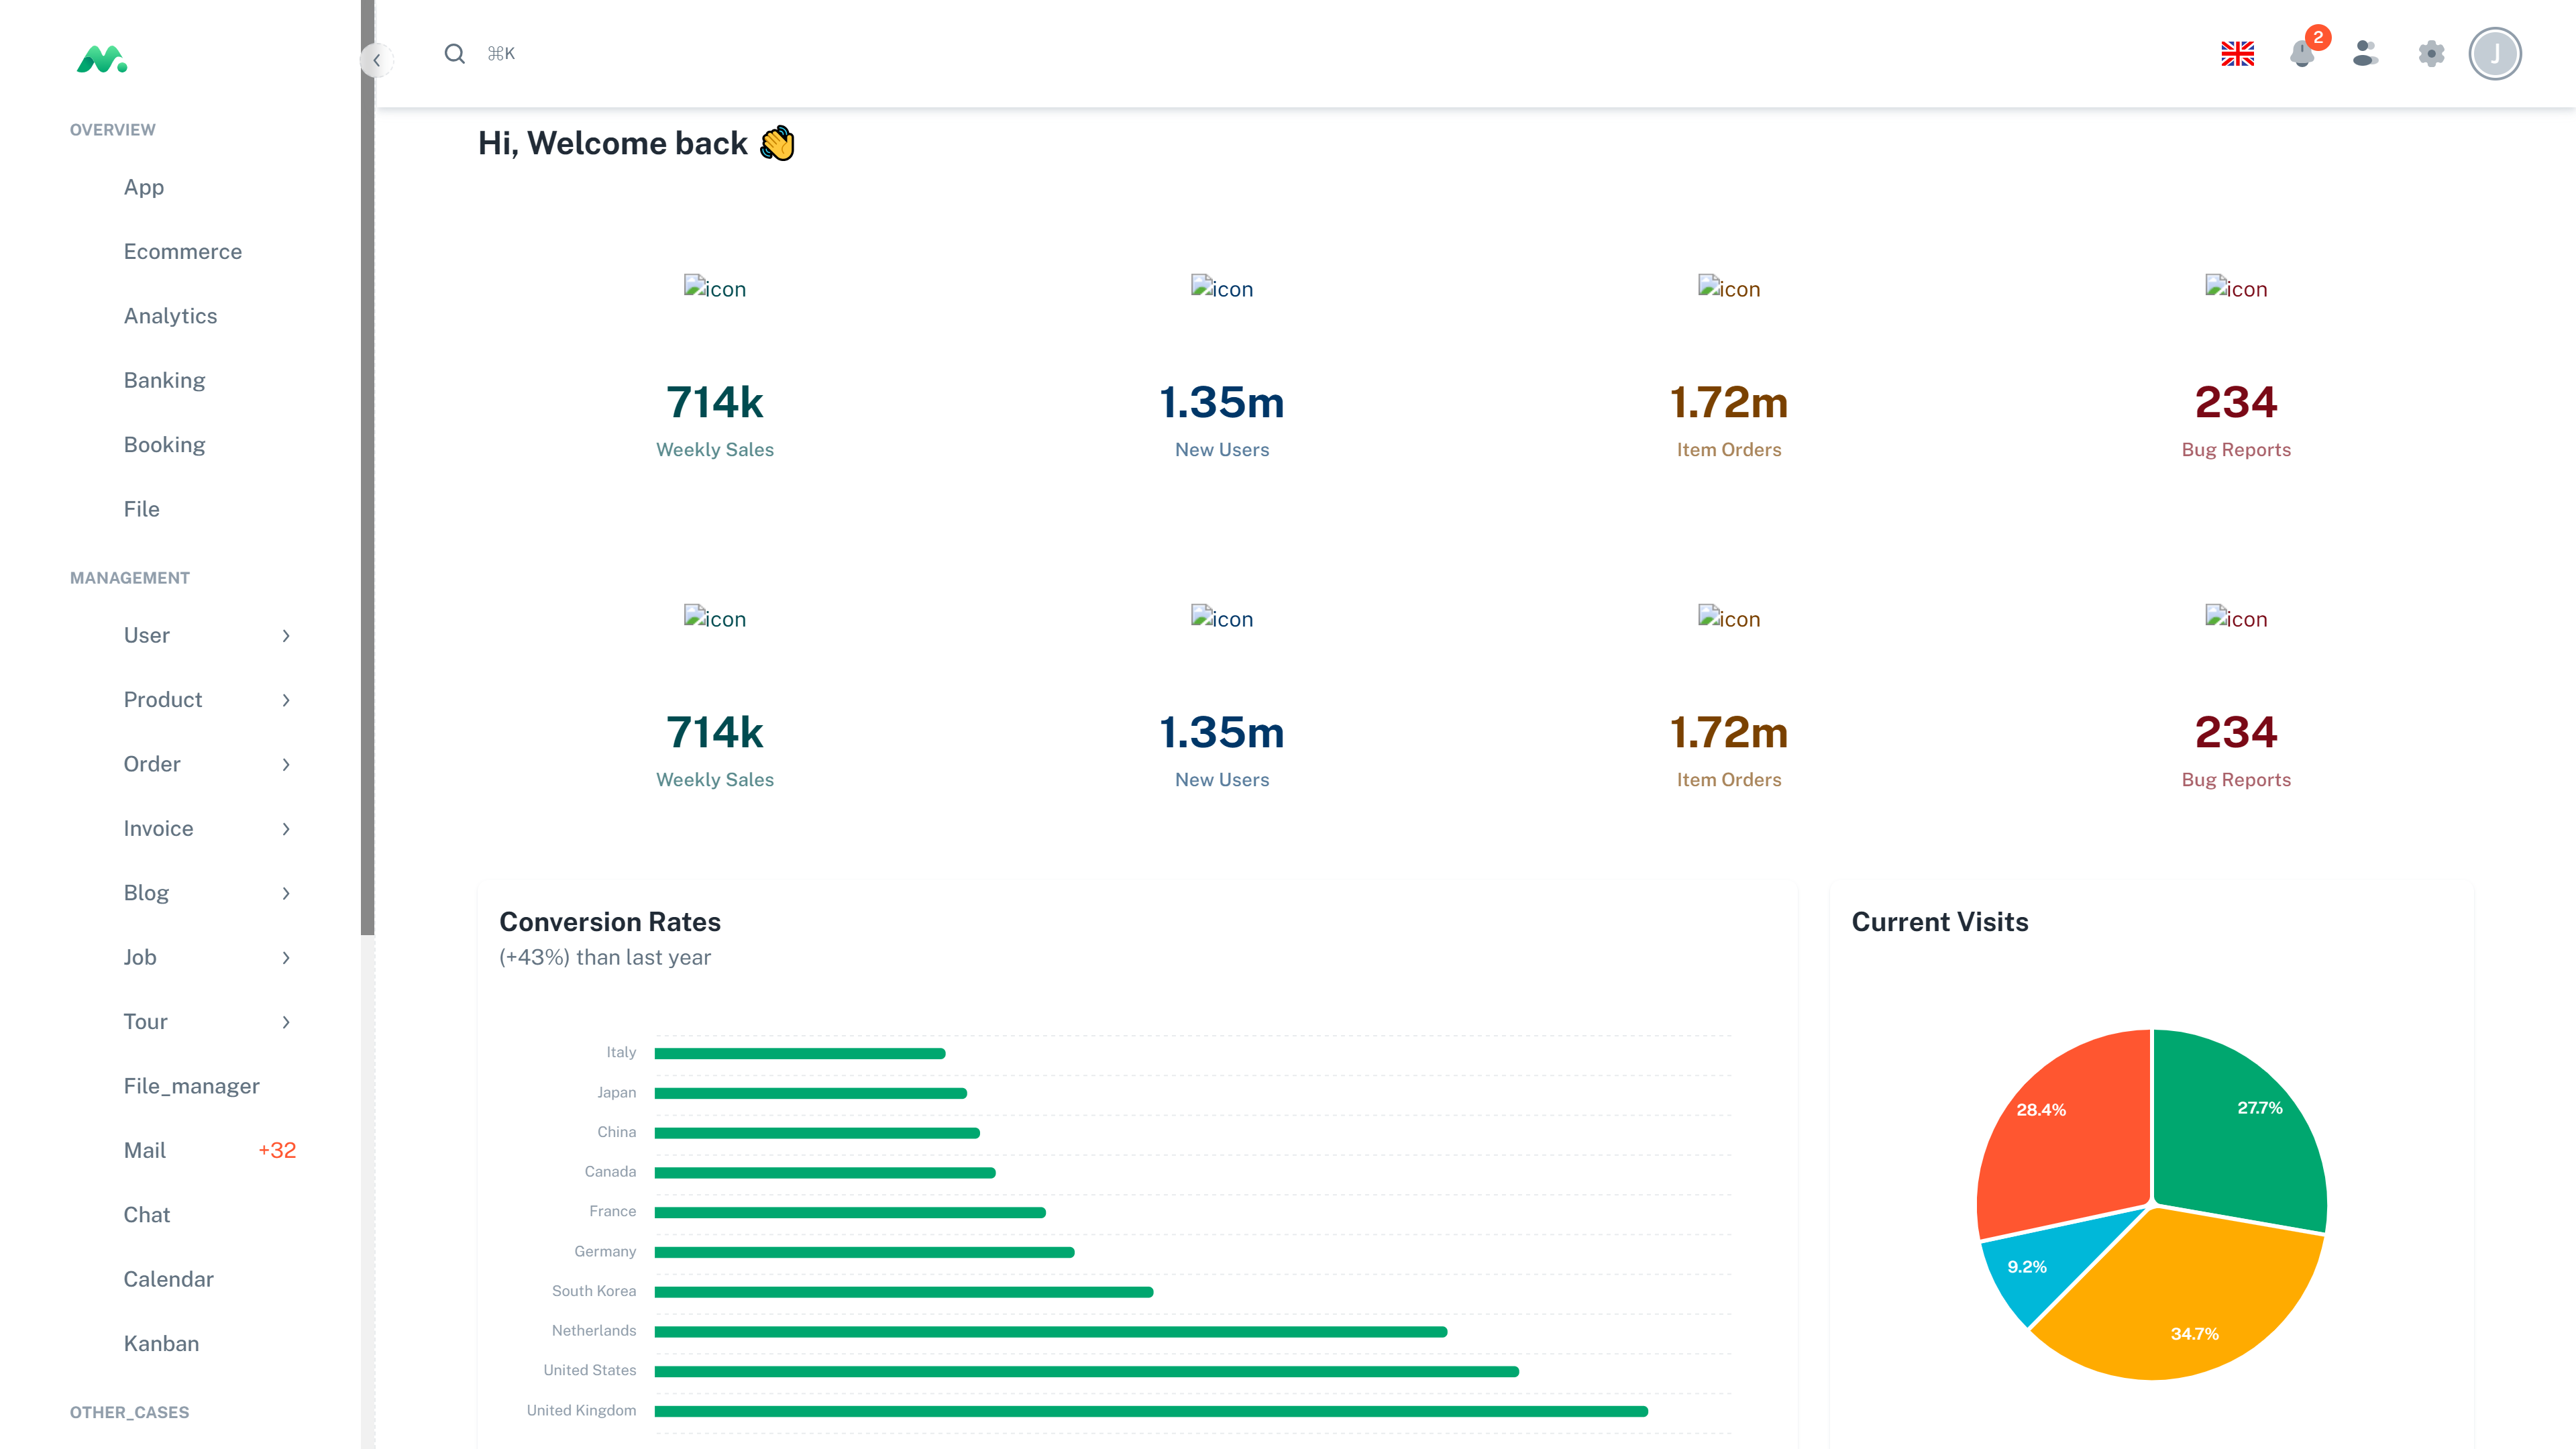 ⌘K
2
J
OVERVIEW
App
Ecommerce
Analytics
Banking
Booking
File
MANAGEMENT
User
Product
Order
Invoice
Blog
Job
Tour
File_manager
Mail +32
Chat
Calendar
Kanban
OTHER_CASES
Hi, Welcome back 👋
icon
714k
Weekly Sales
icon
1.35m
New Users
icon
1.72m
Item Orders
icon
234
Bug Reports
icon
714k
Weekly Sales
icon
1.35m
New Users
icon
1.72m
Item Orders
icon
234
Bug Reports
Conversion Rates
(+43%) than last year
Italy
Japan
China
Canada
France
Germany
South Korea
Netherlands
United States
United Kingdom
Current Visits
28.4%
27.7%
9.2%
34.7%